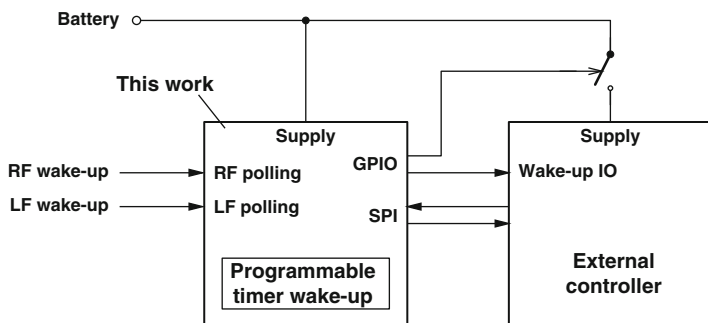 Battery
This work
Supply
Supply
GPIO
RF wake-up
RF polling
Wake-up IO
LF wake-up
LF polling
SPI
Programmable
timer wake-up
External
controller